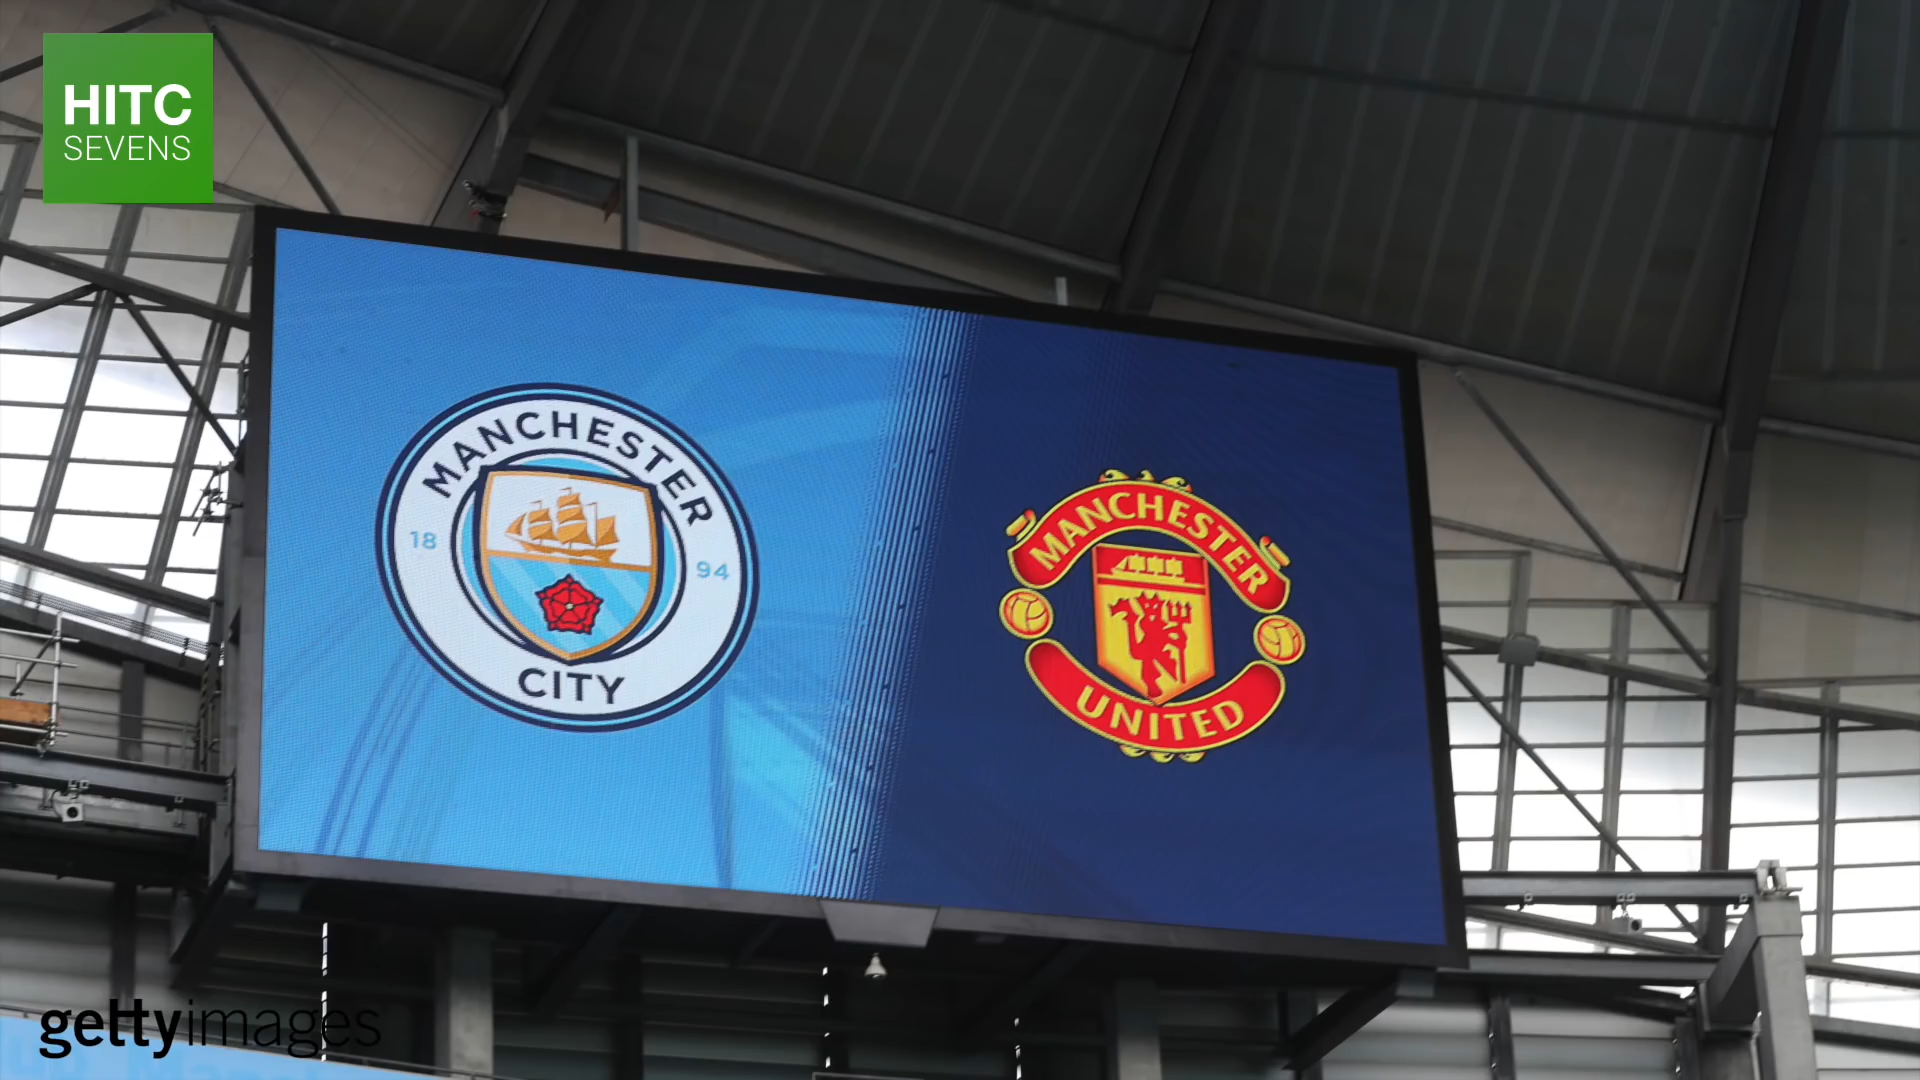 HITC
SEVENS
MANCHESTER
18 94
CITY
MANCHESTER
UNITED
gettyimages